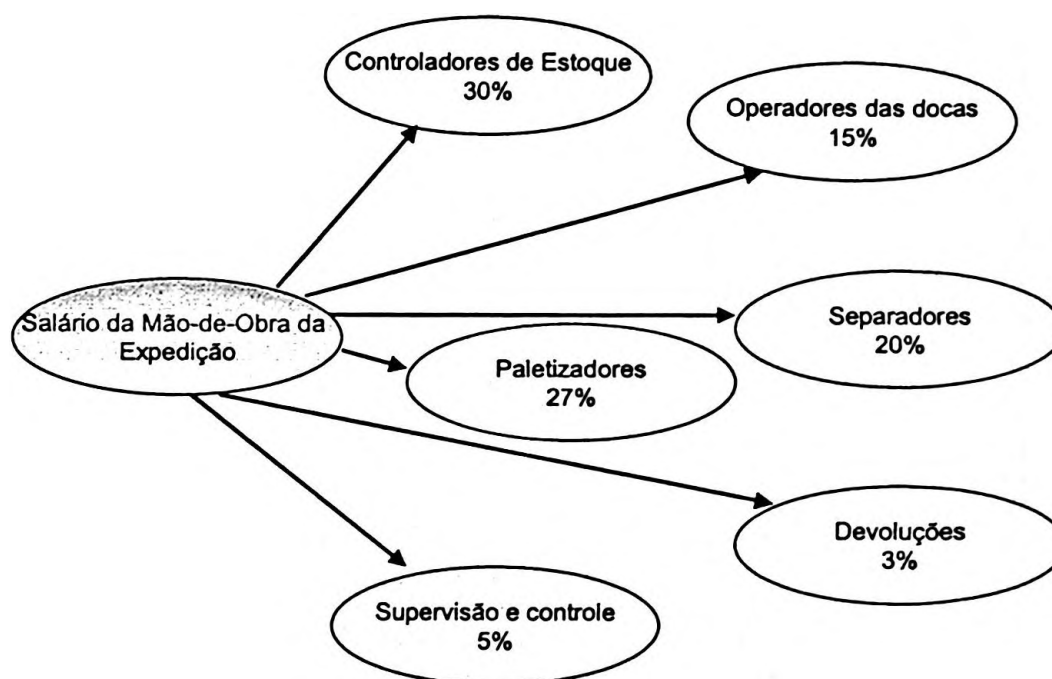 Controladores de Estoque
30%
Operadores das docas
15%
Salário da Mão-de-Obra da
Expedição
Separadores
20%
Paletizadores
27%
Devoluções
3%
Supervisão e controle
5%